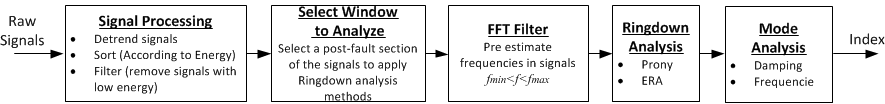 Raw
Signals
Signal Processing
• Detrend signals
• Sort (According to Energy)
• Filter (remove signals with
low energy)
Select Window
to Analyze
Select a post-fault section
of the signals to apply
Ringdown analysis
methods
FFT Filter
Pre estimate
frequencies in signals
fmin<f<fmax
Ringdown
Analysis
• Prony
• ERA
Mode
Analysis
• Damping
• Frequencie
Index